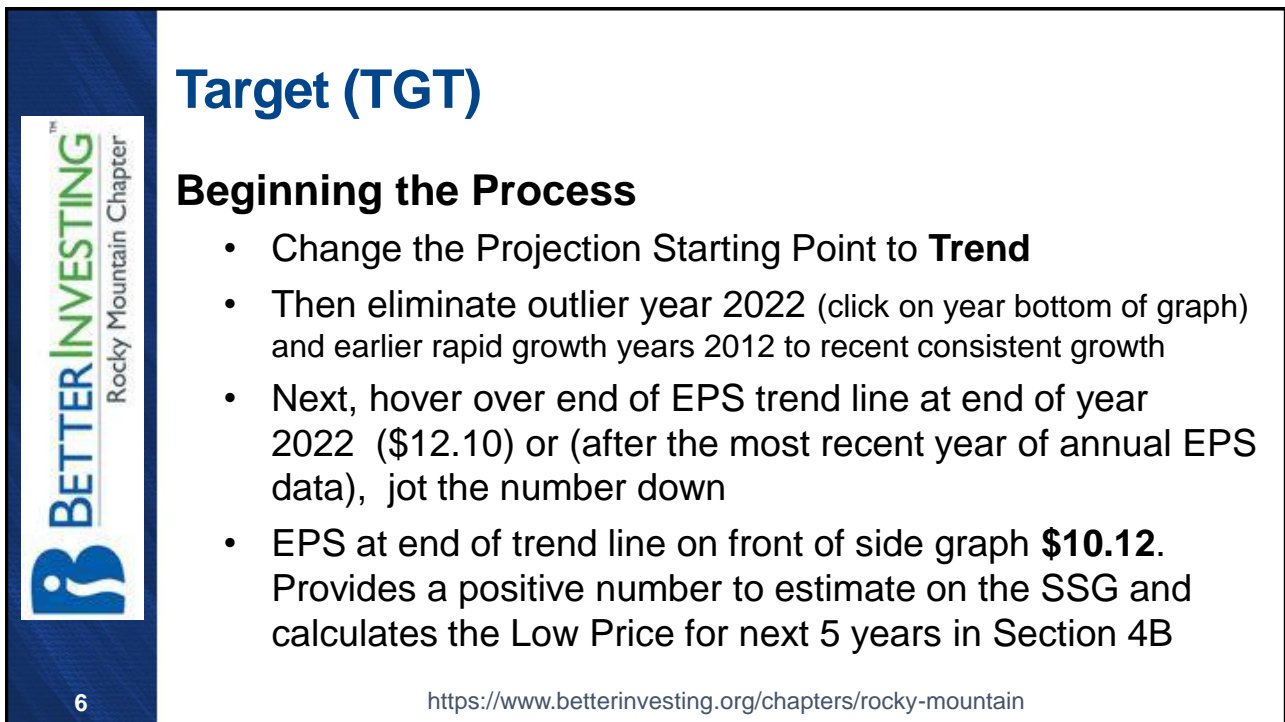 Target (TGT)
Beginning the Process
• Change the Projection Starting Point to Trend
• Then eliminate outlier year 2022 (click on year bottom of graph)
and earlier rapid growth years 2012 to recent consistent growth
• Next, hover over end of EPS trend line at end of year
2022 ($12.10) or (after the most recent year of annual EPS
data), jot the number down
• EPS at end of trend line on front of side graph $10.12.
Provides a positive number to estimate on the SSG and
calculates the Low Price for next 5 years in Section 4B
BETTERINVESTING™
Rocky Mountain Chapter
6
https://www.betterinvesting.org/chapters/rocky-mountain